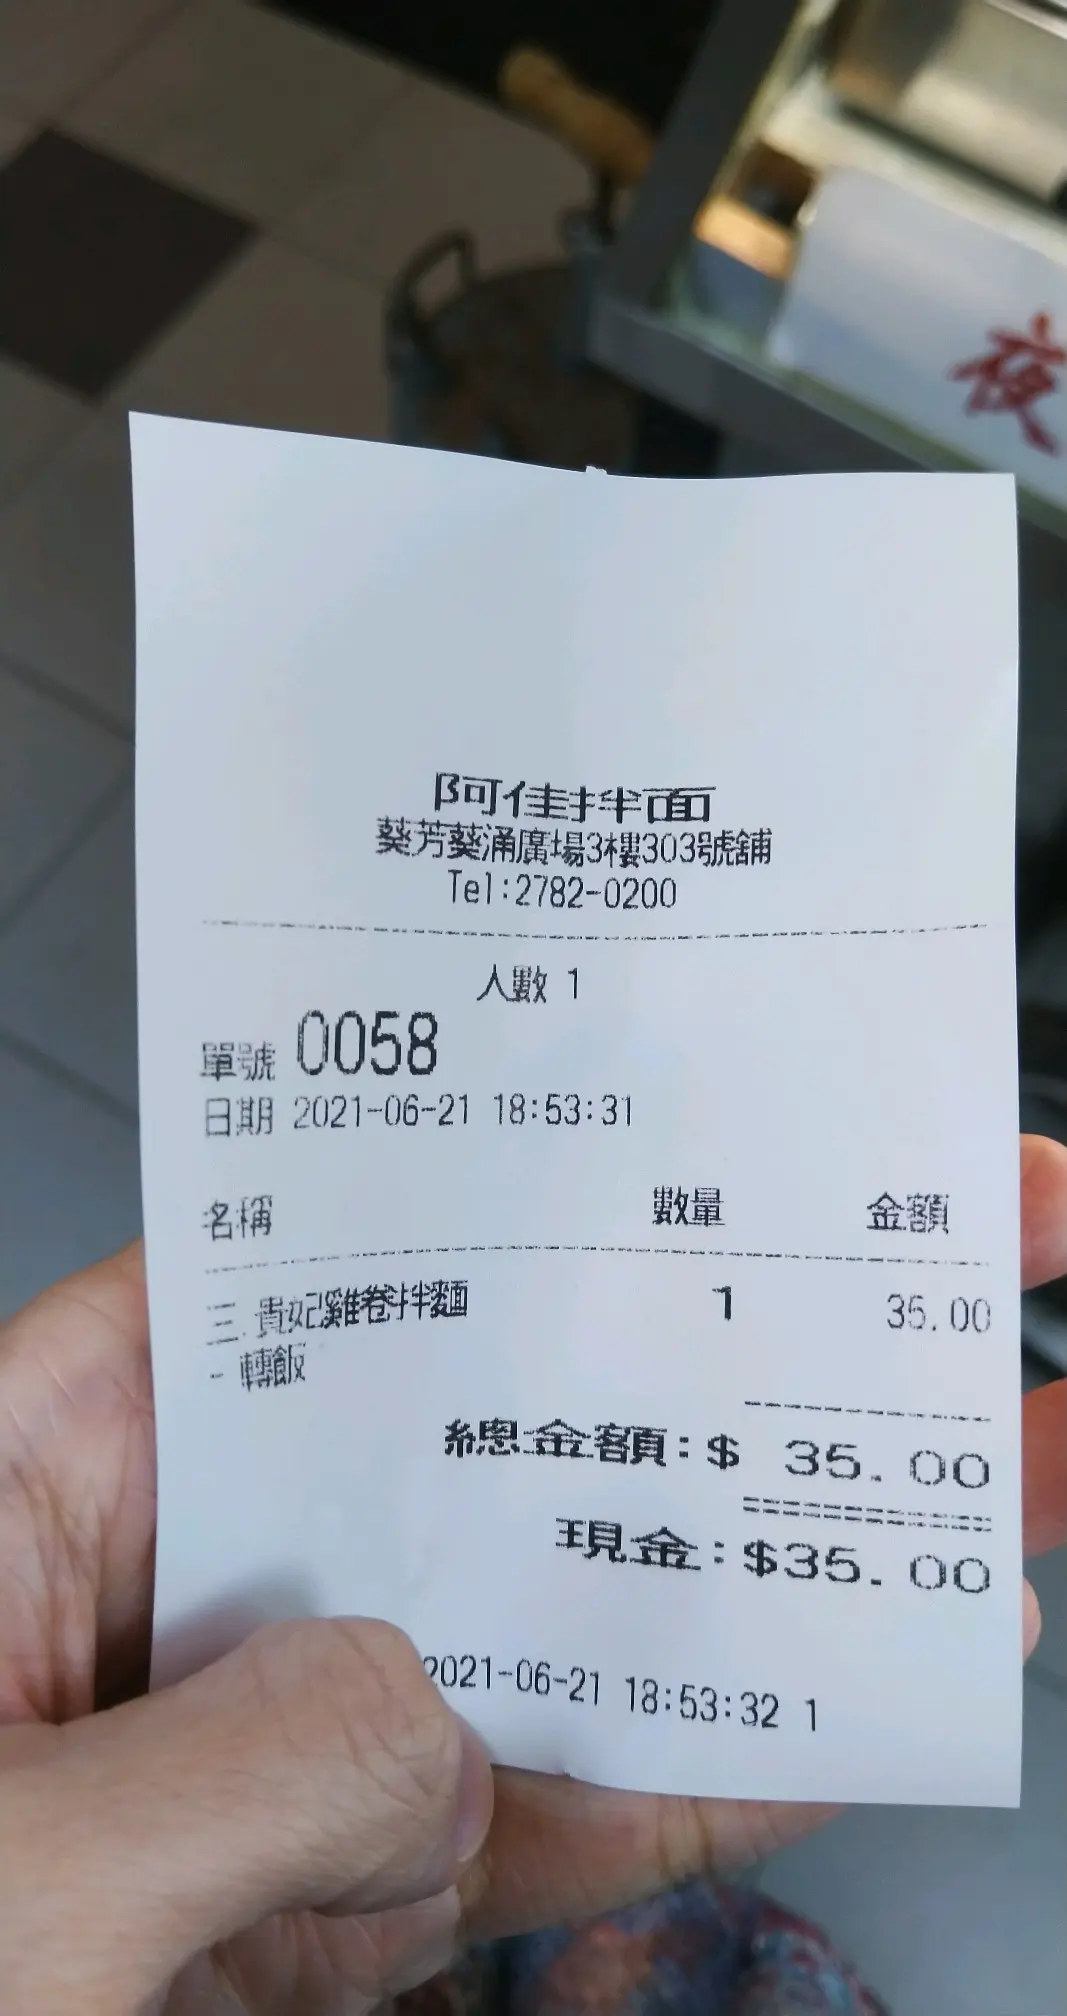 夜
阿佳拌面
葵芳葵涌廣場3樓303號舖
Tel:2782-0200
人數 1
單號 0058
日期 2021-06-21 18:53:31
名稱 數量 金額
三.貴妃雞卷拌麵 1 35.00
- 轉飯
總金額:$ 35.00
現金:$35.00
2021-06-21 18:53:32 1